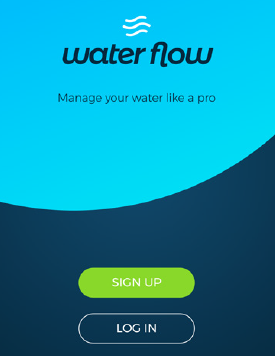 water flow
Manage your water like a pro
SIGN UP
LOG IN